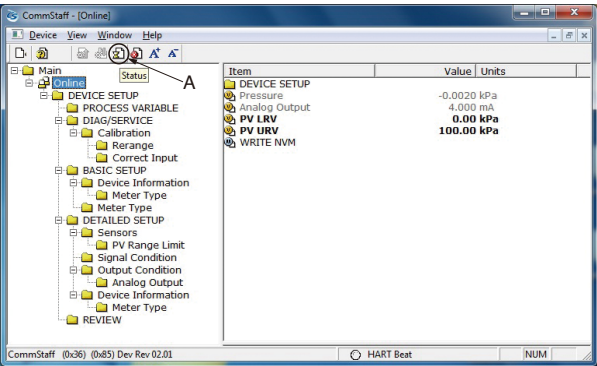 CommStaff - [Online]
Device View Window Help
A A
Status
A
Main
Online
DEVICE SETUP
PROCESS VARIABLE
DIAG/SERVICE
Calibration
Rerange
Correct Input
BASIC SETUP
Device Information
Meter Type
Meter Type
DETAILED SETUP
Sensors
PV Range Limit
Signal Condition
Output Condition
Analog Output
Device Information
Meter Type
REVIEW
Item Value Units
DEVICE SETUP
Pressure -0.0020 kPa
Analog Output 4.000 mA
PV LRV 0.00 kPa
PV URV 100.00 kPa
WRITE NVM
CommStaff (0x36) (0x85) Dev Rev 02.01 HART Beat NUM